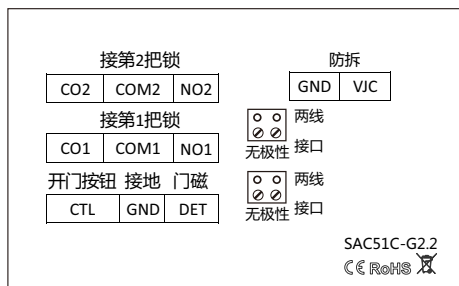 接第2把锁
CO2 COM2 NO2
接第1把锁
CO1 COM1 NO1
开门按钮 接地 门磁
CTL GND DET
防拆
GND VJC
两线
无极性 接口
两线
无极性 接口
SAC51C-G2.2
CE RoHS